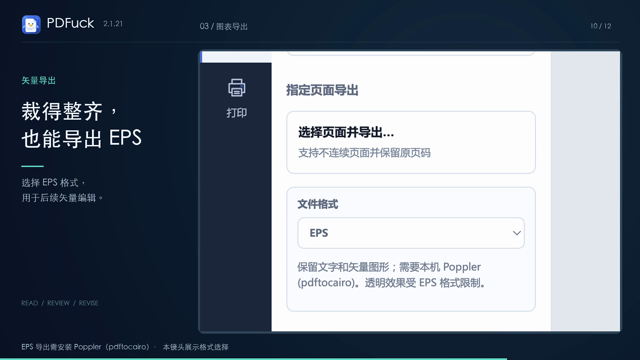 PDFuck 2.1.21
03 / 图表导出
10 / 12
矢量导出
裁得整齐，
也能导出 EPS
选择 EPS 格式，
用于后续矢量编辑。
READ / REVIEW / REVISE
打印
指定页面导出
选择页面并导出...
支持不连续页面并保留原页码
文件格式
EPS
保留文字和矢量图形；需要本机 Poppler
(pdftocairo)。透明效果受 EPS 格式限制。
EPS 导出需安装 Poppler（pdftocairo）· 本镜头展示格式选择